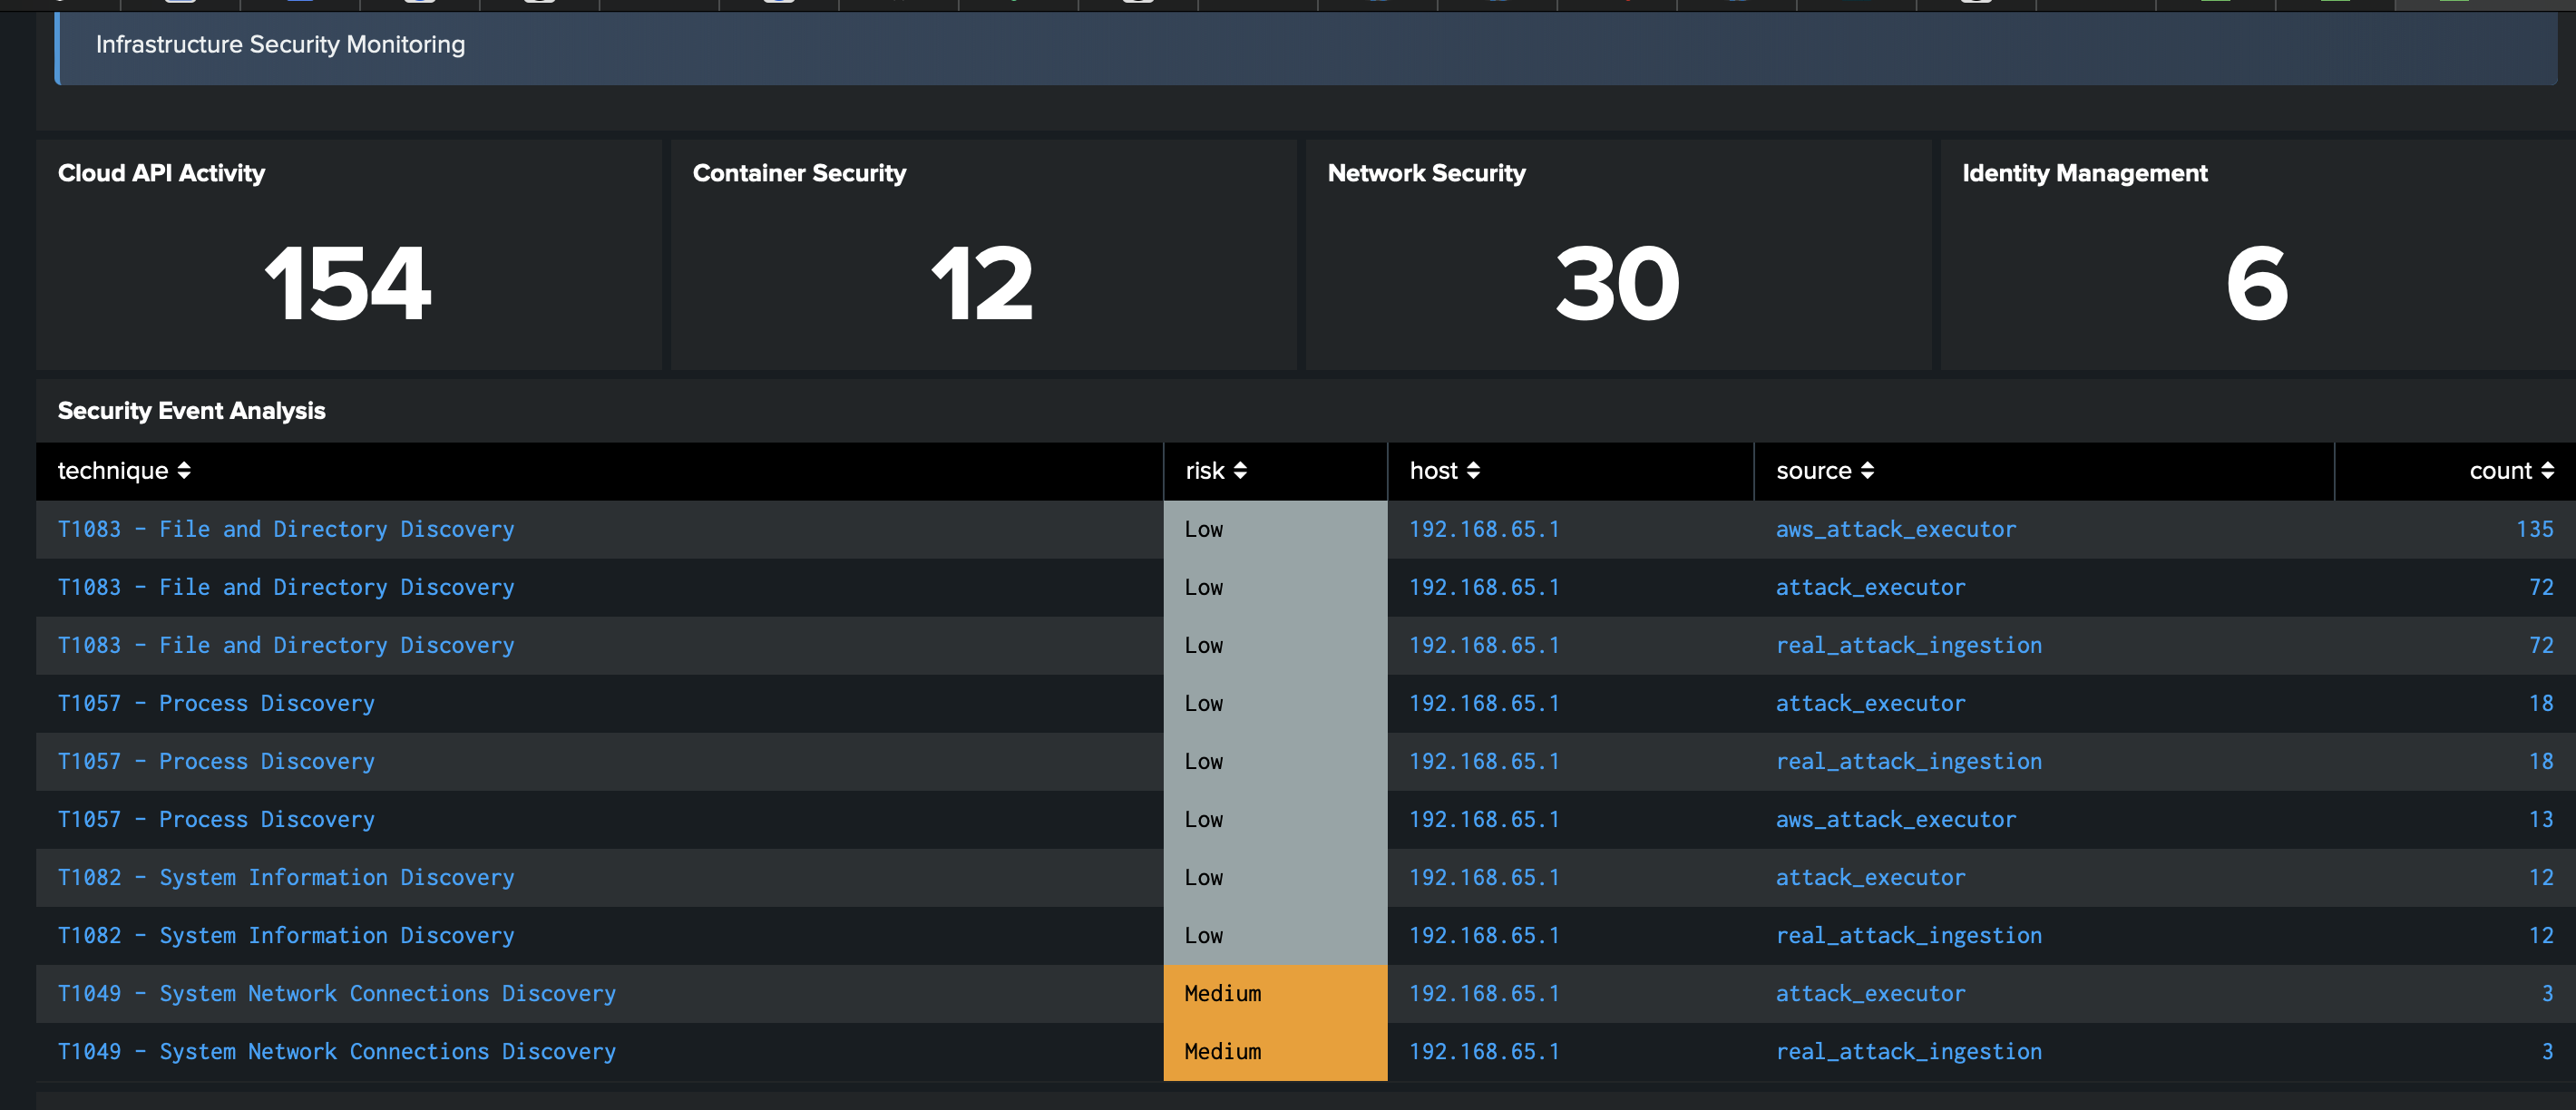 Infrastructure Security Monitoring
Cloud API Activity
154
Container Security
12
Network Security
30
Identity Management
6
Security Event Analysis
technique risk host source count
T1083 - File and Directory Discovery Low 192.168.65.1 aws_attack_executor 135
T1083 - File and Directory Discovery Low 192.168.65.1 attack_executor 72
T1083 - File and Directory Discovery Low 192.168.65.1 real_attack_ingestion 72
T1057 - Process Discovery Low 192.168.65.1 attack_executor 18
T1057 - Process Discovery Low 192.168.65.1 real_attack_ingestion 18
T1057 - Process Discovery Low 192.168.65.1 aws_attack_executor 13
T1082 - System Information Discovery Low 192.168.65.1 attack_executor 12
T1082 - System Information Discovery Low 192.168.65.1 real_attack_ingestion 12
T1049 - System Network Connections Discovery Medium 192.168.65.1 attack_executor 3
T1049 - System Network Connections Discovery Medium 192.168.65.1 real_attack_ingestion 3